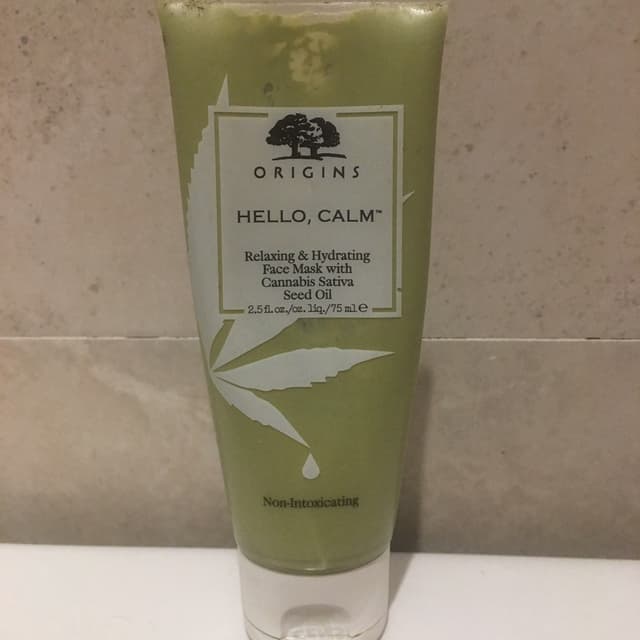 ORIGINS
HELLO, CALM™
Relaxing & Hydrating
Face Mask with
Cannabis Sativa
Seed Oil
2.5 fl.oz./oz. liq./75 ml ℮
Non-Intoxicating